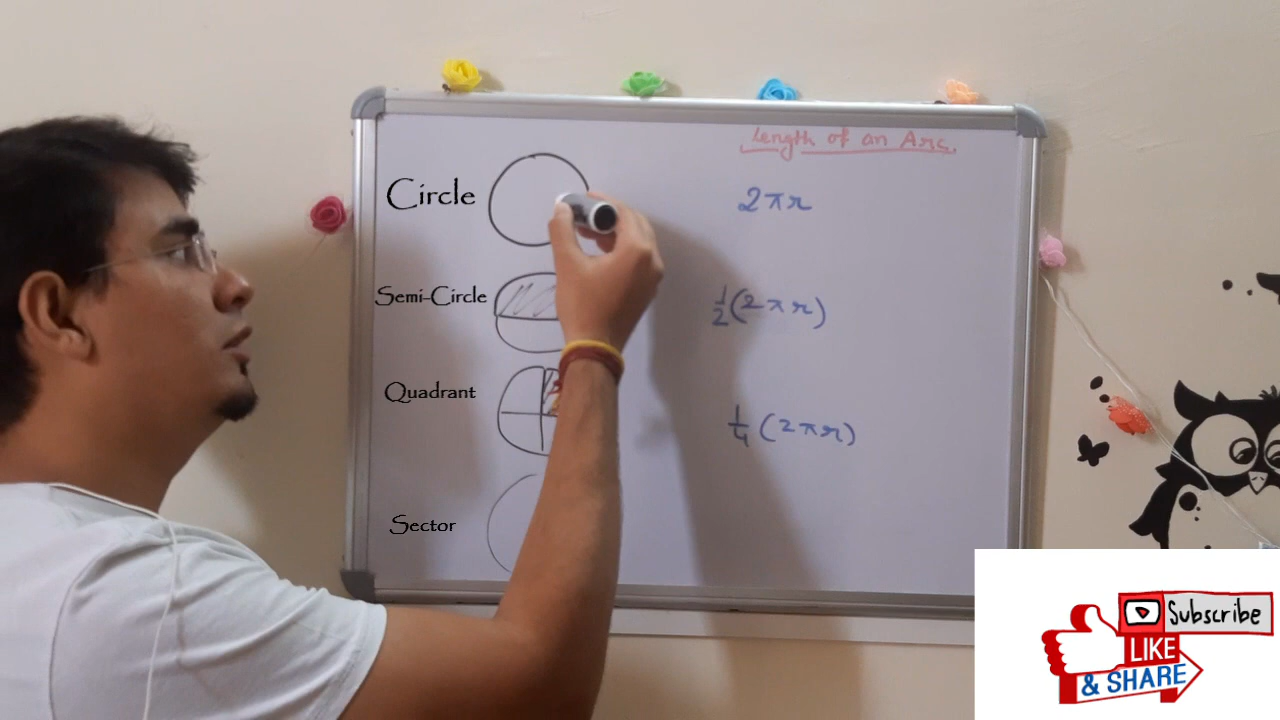 Length of an Arc.
Circle 2πr
Semi-Circle 1/2(2πr)
Quadrant 1/4(2πr)
Sector
Subscribe
LIKE
& SHARE